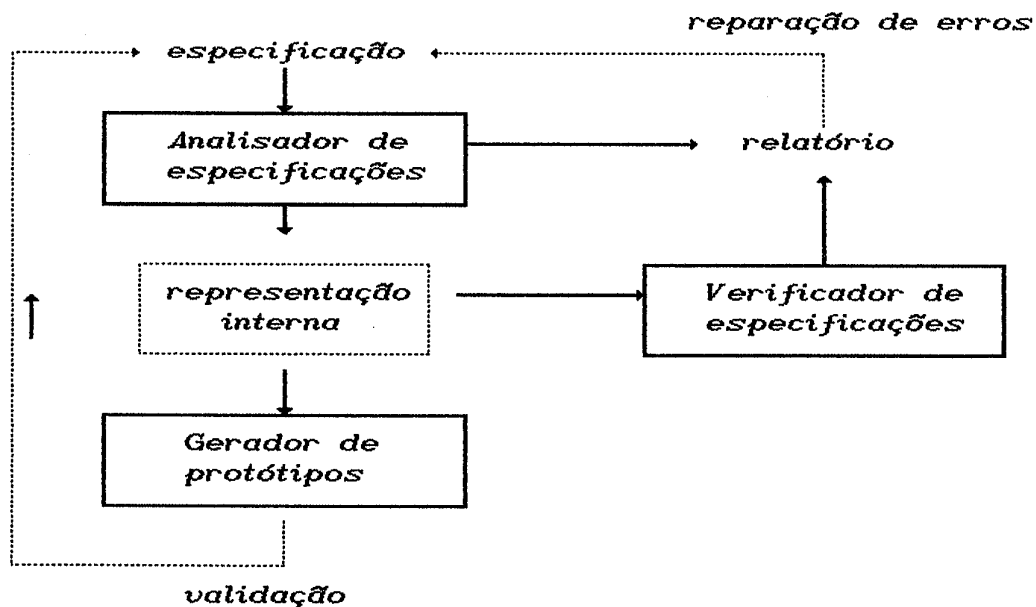 reparação de erros
especificação
Analisador de
especificações
relatório
representação
interna
Verificador de
especificações
Gerador de
protótipos
validação